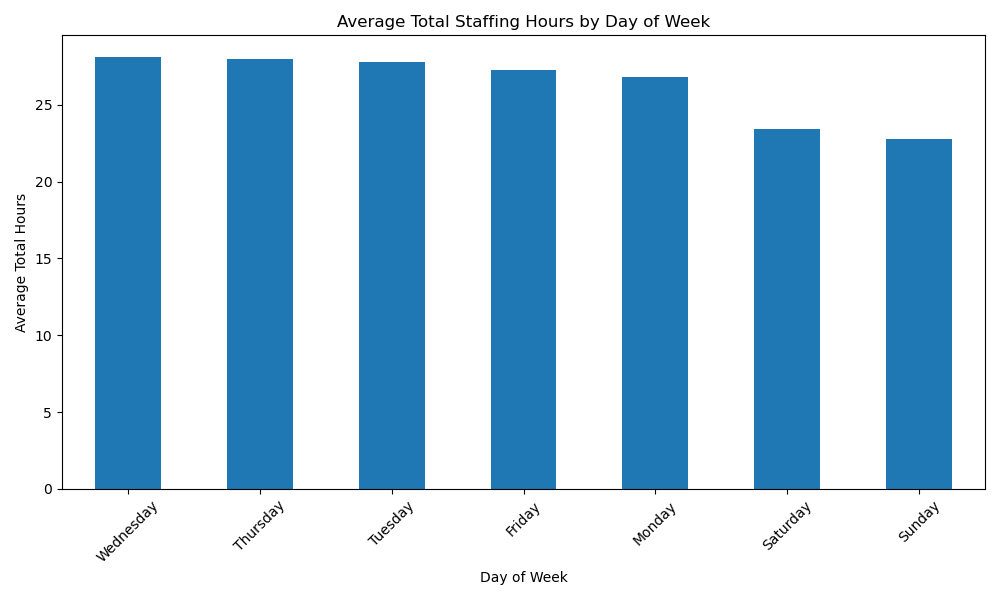 Average Total Staffing Hours by Day of Week
Average Total Hours
25
20
15
10
5
0
Wednesday
Thursday
Tuesday
Friday
Monday
Saturday
Sunday
Day of Week